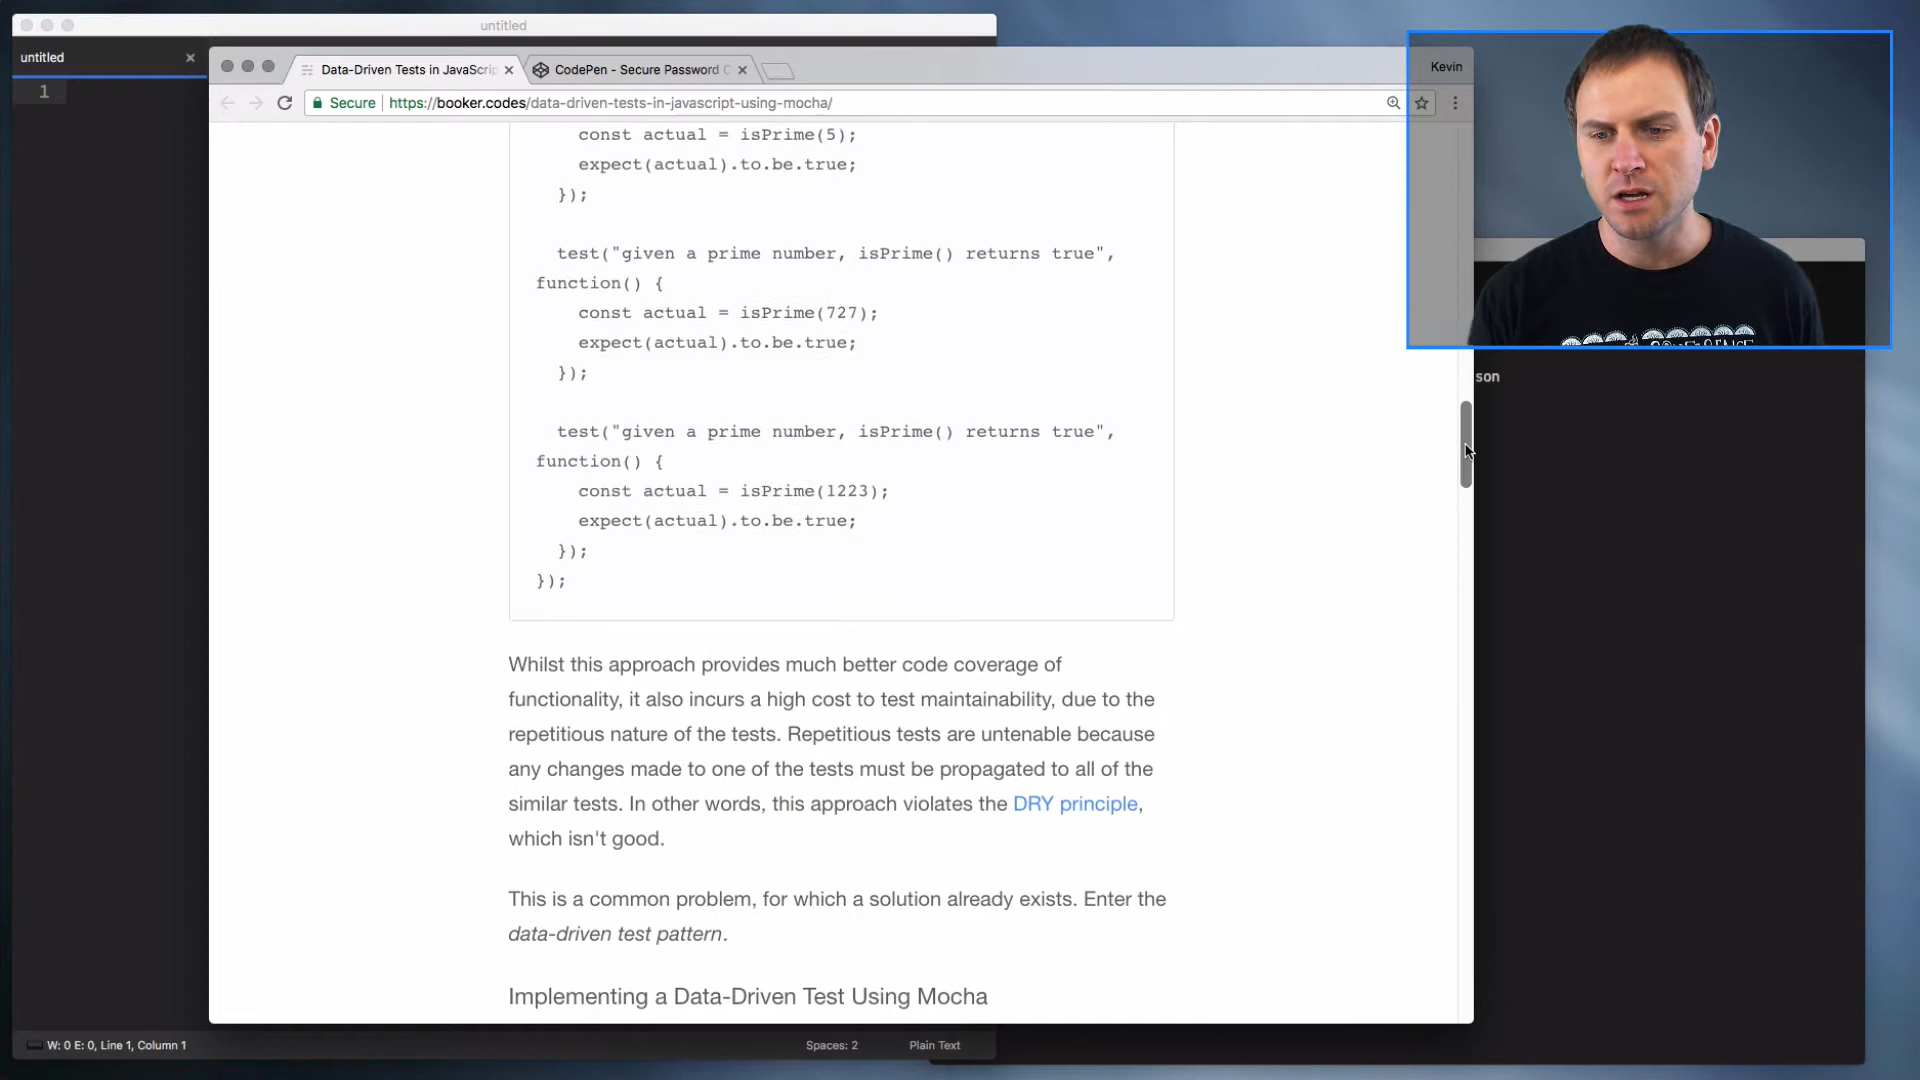 untitled
untitled
1
Data-Driven Tests in JavaScri
CodePen - Secure Password
Kevin
Secure
https://booker.codes/data-driven-tests-in-javascript-using-mocha/
const actual = isPrime(5);
expect(actual).to.be.true;
});
test("given a prime number, isPrime() returns true",
function() {
const actual = isPrime(727);
expect(actual).to.be.true;
});
test("given a prime number, isPrime() returns true",
function() {
const actual = isPrime(1223);
expect(actual).to.be.true;
});
});
son
Whilst this approach provides much better code coverage of
functionality, it also incurs a high cost to test maintainability, due to the
repetitious nature of the tests. Repetitious tests are untenable because
any changes made to one of the tests must be propagated to all of the
similar tests. In other words, this approach violates the DRY principle,
which isn't good.
This is a common problem, for which a solution already exists. Enter the
data-driven test pattern.
Implementing a Data-Driven Test Using Mocha
W: 0 E: 0, Line 1, Column 1
Spaces: 2
Plain Text